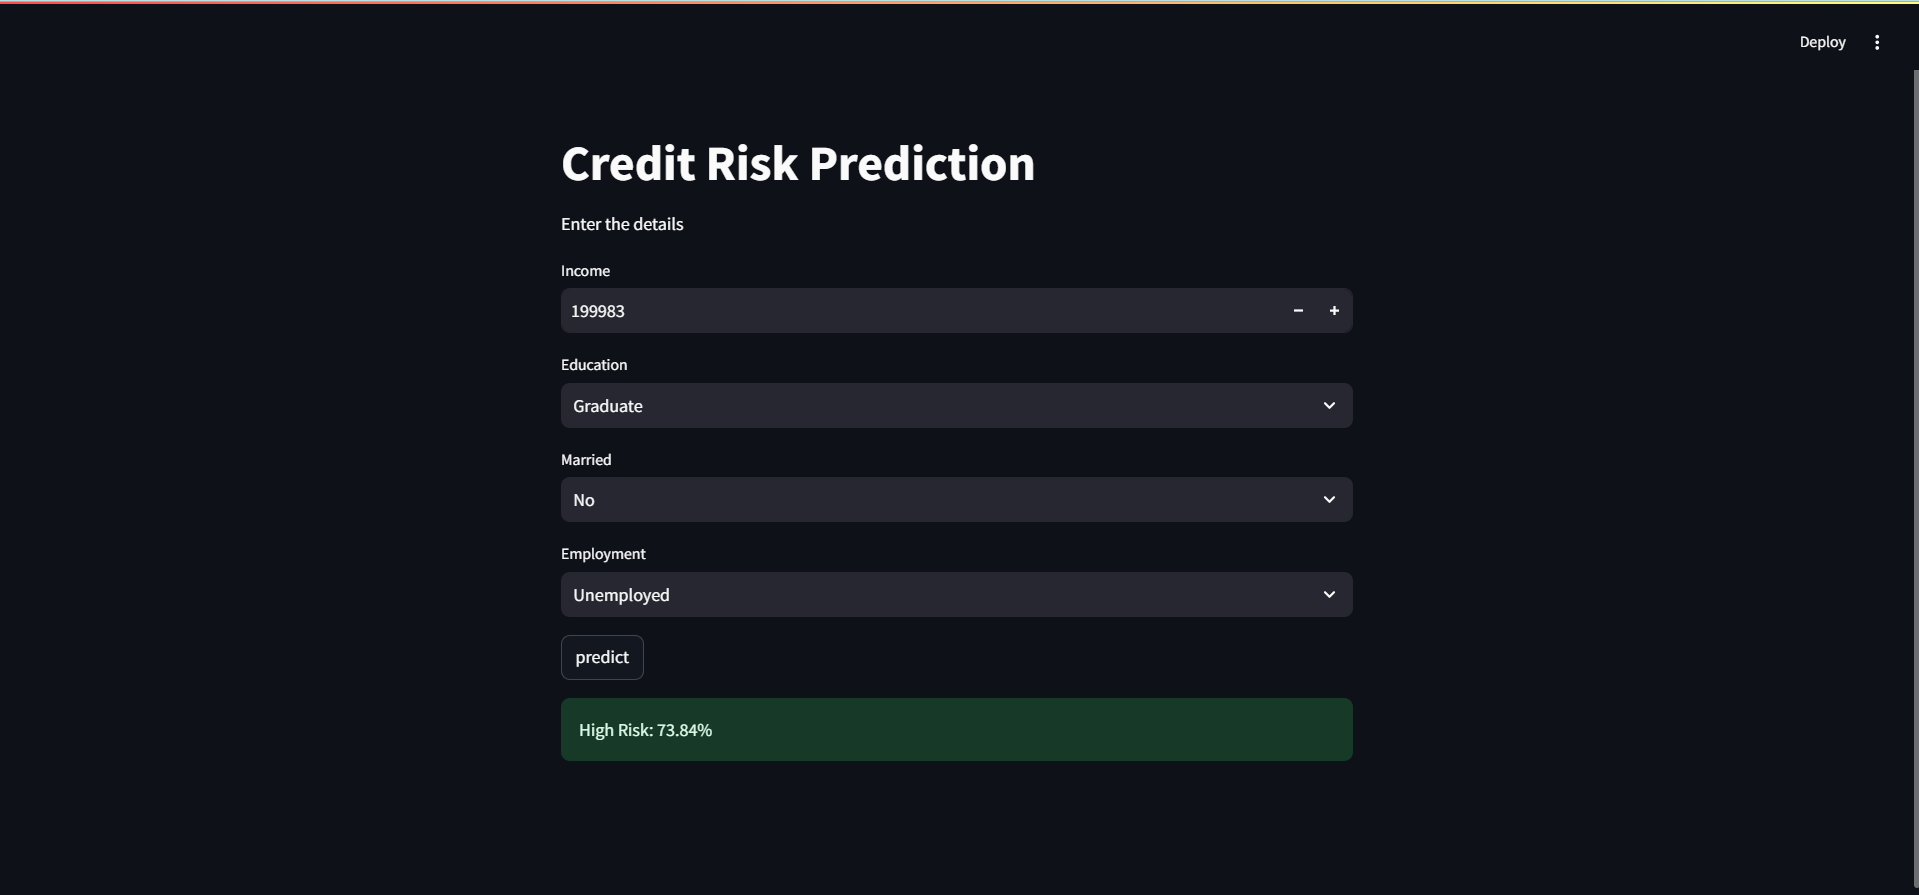 Deploy
Credit Risk Prediction
Enter the details
Income
199983
Education
Graduate
Married
No
Employment
Unemployed
predict
High Risk: 73.84%